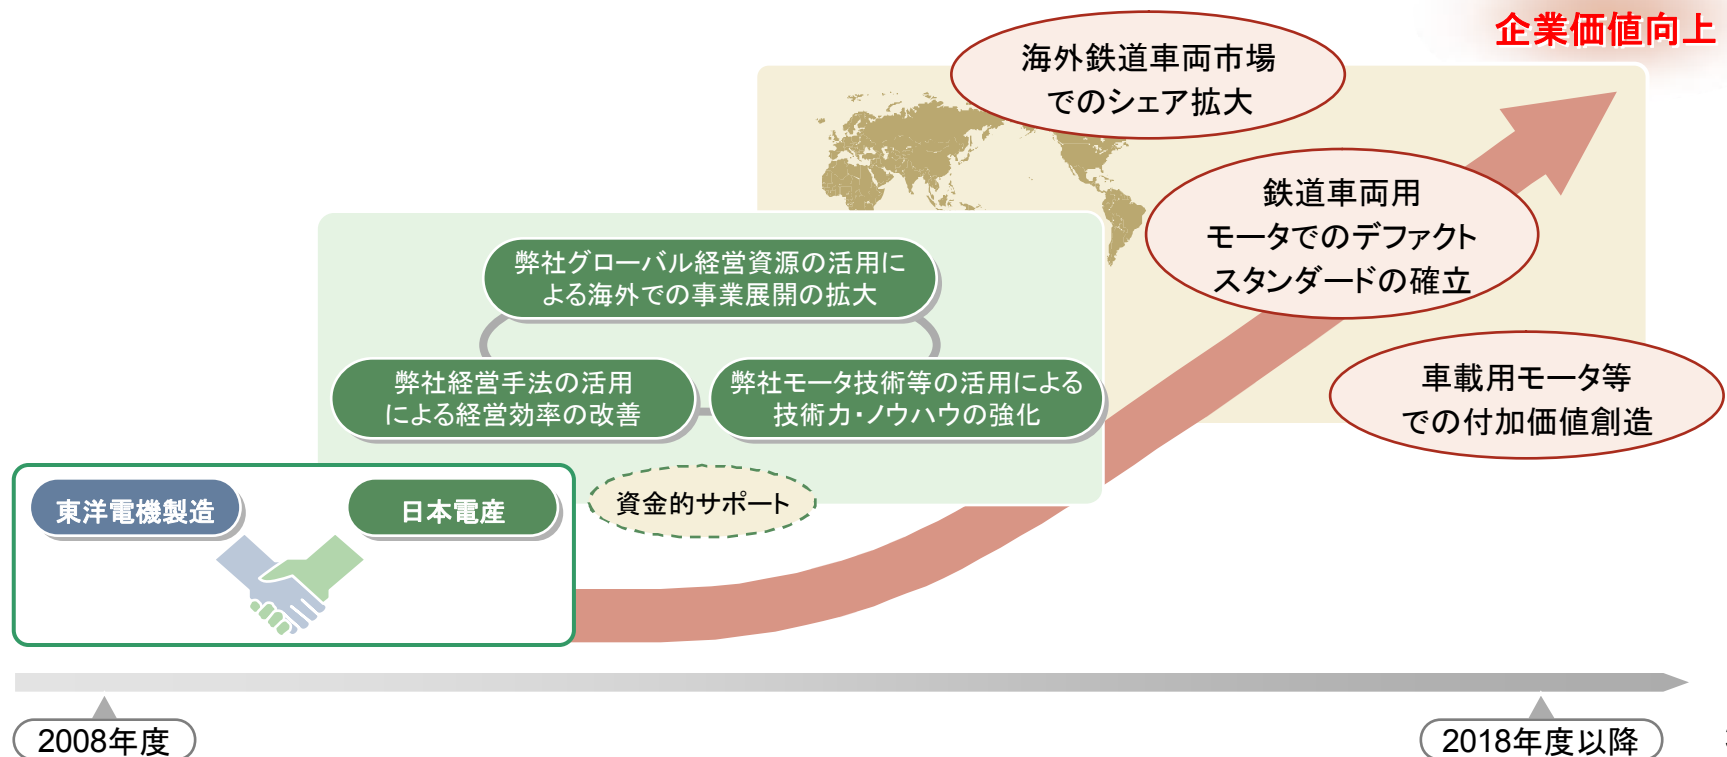 企業価値向上
海外鉄道車両市場
でのシェア拡大
鉄道車両用
モータでのデファクト
スタンダードの確立
車載用モータ等
での付加価値創造
弊社グローバル経営資源の活用に
よる海外での事業展開の拡大
弊社経営手法の活用
による経営効率の改善
弊社モータ技術等の活用による
技術力・ノウハウの強化
資金的サポート
東洋電機製造
日本電産
2008年度
2018年度以降